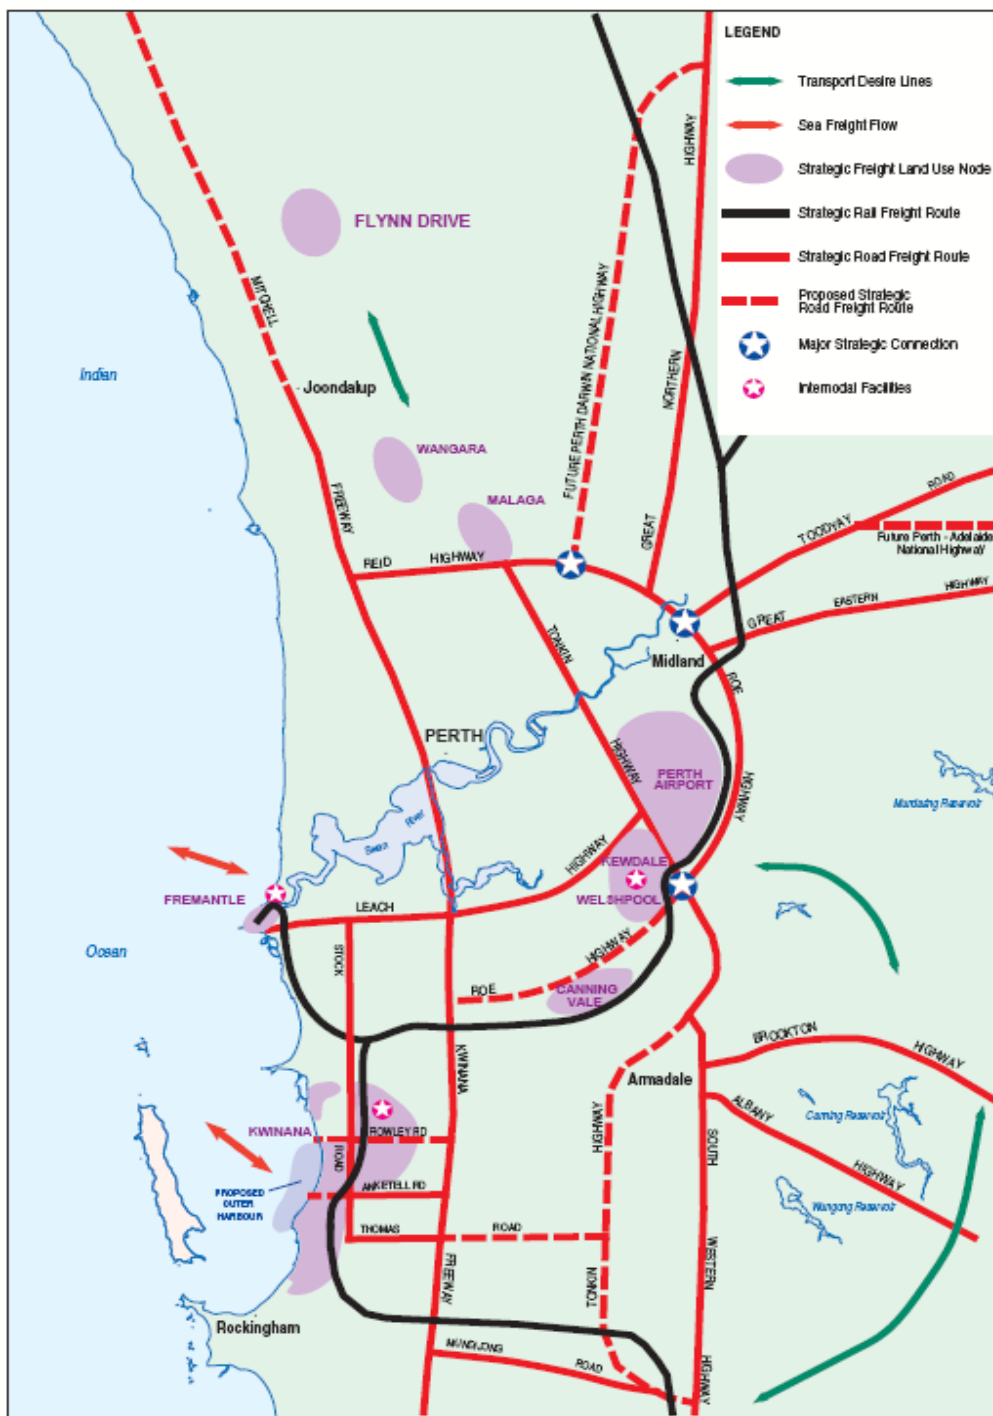 LEGEND
Transport Desire Lines
Sea Freight Flow
Strategic Freight Land Use Node
Strategic Rail Freight Route
Strategic Road Freight Route
Proposed Strategic
Road Freight Route
Major Strategic Connection
Internodal Facilities
HIGHWAY
FLYNN DRIVE
MITCHELL
FUTURE PERTH DARWIN NATIONAL HIGHWAY
Indian
Joondalup
NORTHERN
WANGARA
MALAGA
FREEWAY
GREAT
ROAD
TOODYAY
Future Perth - Adelaide
National Highway
REID
HIGHWAY
GREAT
EASTERN
HIGHWAY
TONKIN
Midland
ROE
PERTH
HIGHWAY
PERTH
AIRPORT
HIGHWAY
Mundaring Reservoir
Swan
River
HIGHWAY
KEWDALE
FREMANTLE
LEACH
WELSHPOOL
STOCK
HIGHWAY
Ocean
ROE
CANNING
VALE
KWINANA
BROOKTON
HIGHWAY
Armadale
ALBANY
HIGHWAY
Canning Reservoir
KWINANA
ROWLEY RD
ROAD
SOUTH
HIGHWAY
PROPOSED
OUTER
HARBOUR
ANKETELL RD
Wungong Reservoir
THOMAS
ROAD
FREEWAY
TONKIN
WESTERN
Rockingham
MUNDIJONG
ROAD
HIGHWAY